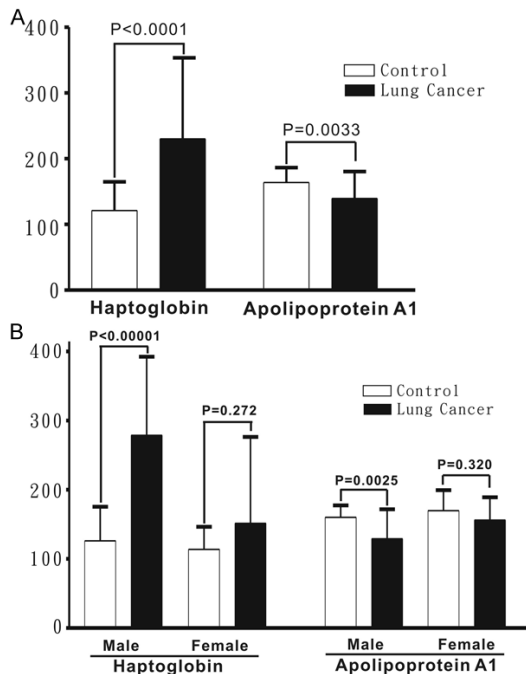 A
400
P<0.0001
Control
Lung Cancer
300
P=0.0033
200
100
0
Haptoglobin Apolipoprotein A1
B
P<0.00001
400
Control
Lung Cancer
300
P=0.272
P=0.0025 P=0.320
200
100
0
Male Female Male Female
Haptoglobin Apolipoprotein A1